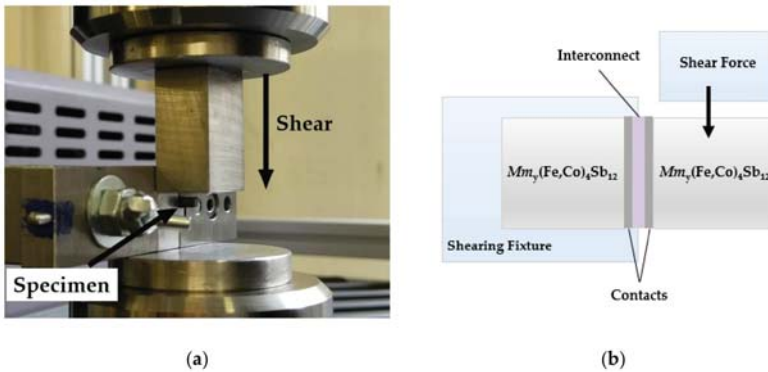 Shear
Specimen
(a)
Interconnect
Shear Force
Mmy(Fe,Co)4Sb12
Mmy(Fe,Co)4Sb12
Shearing Fixture
Contacts
(b)